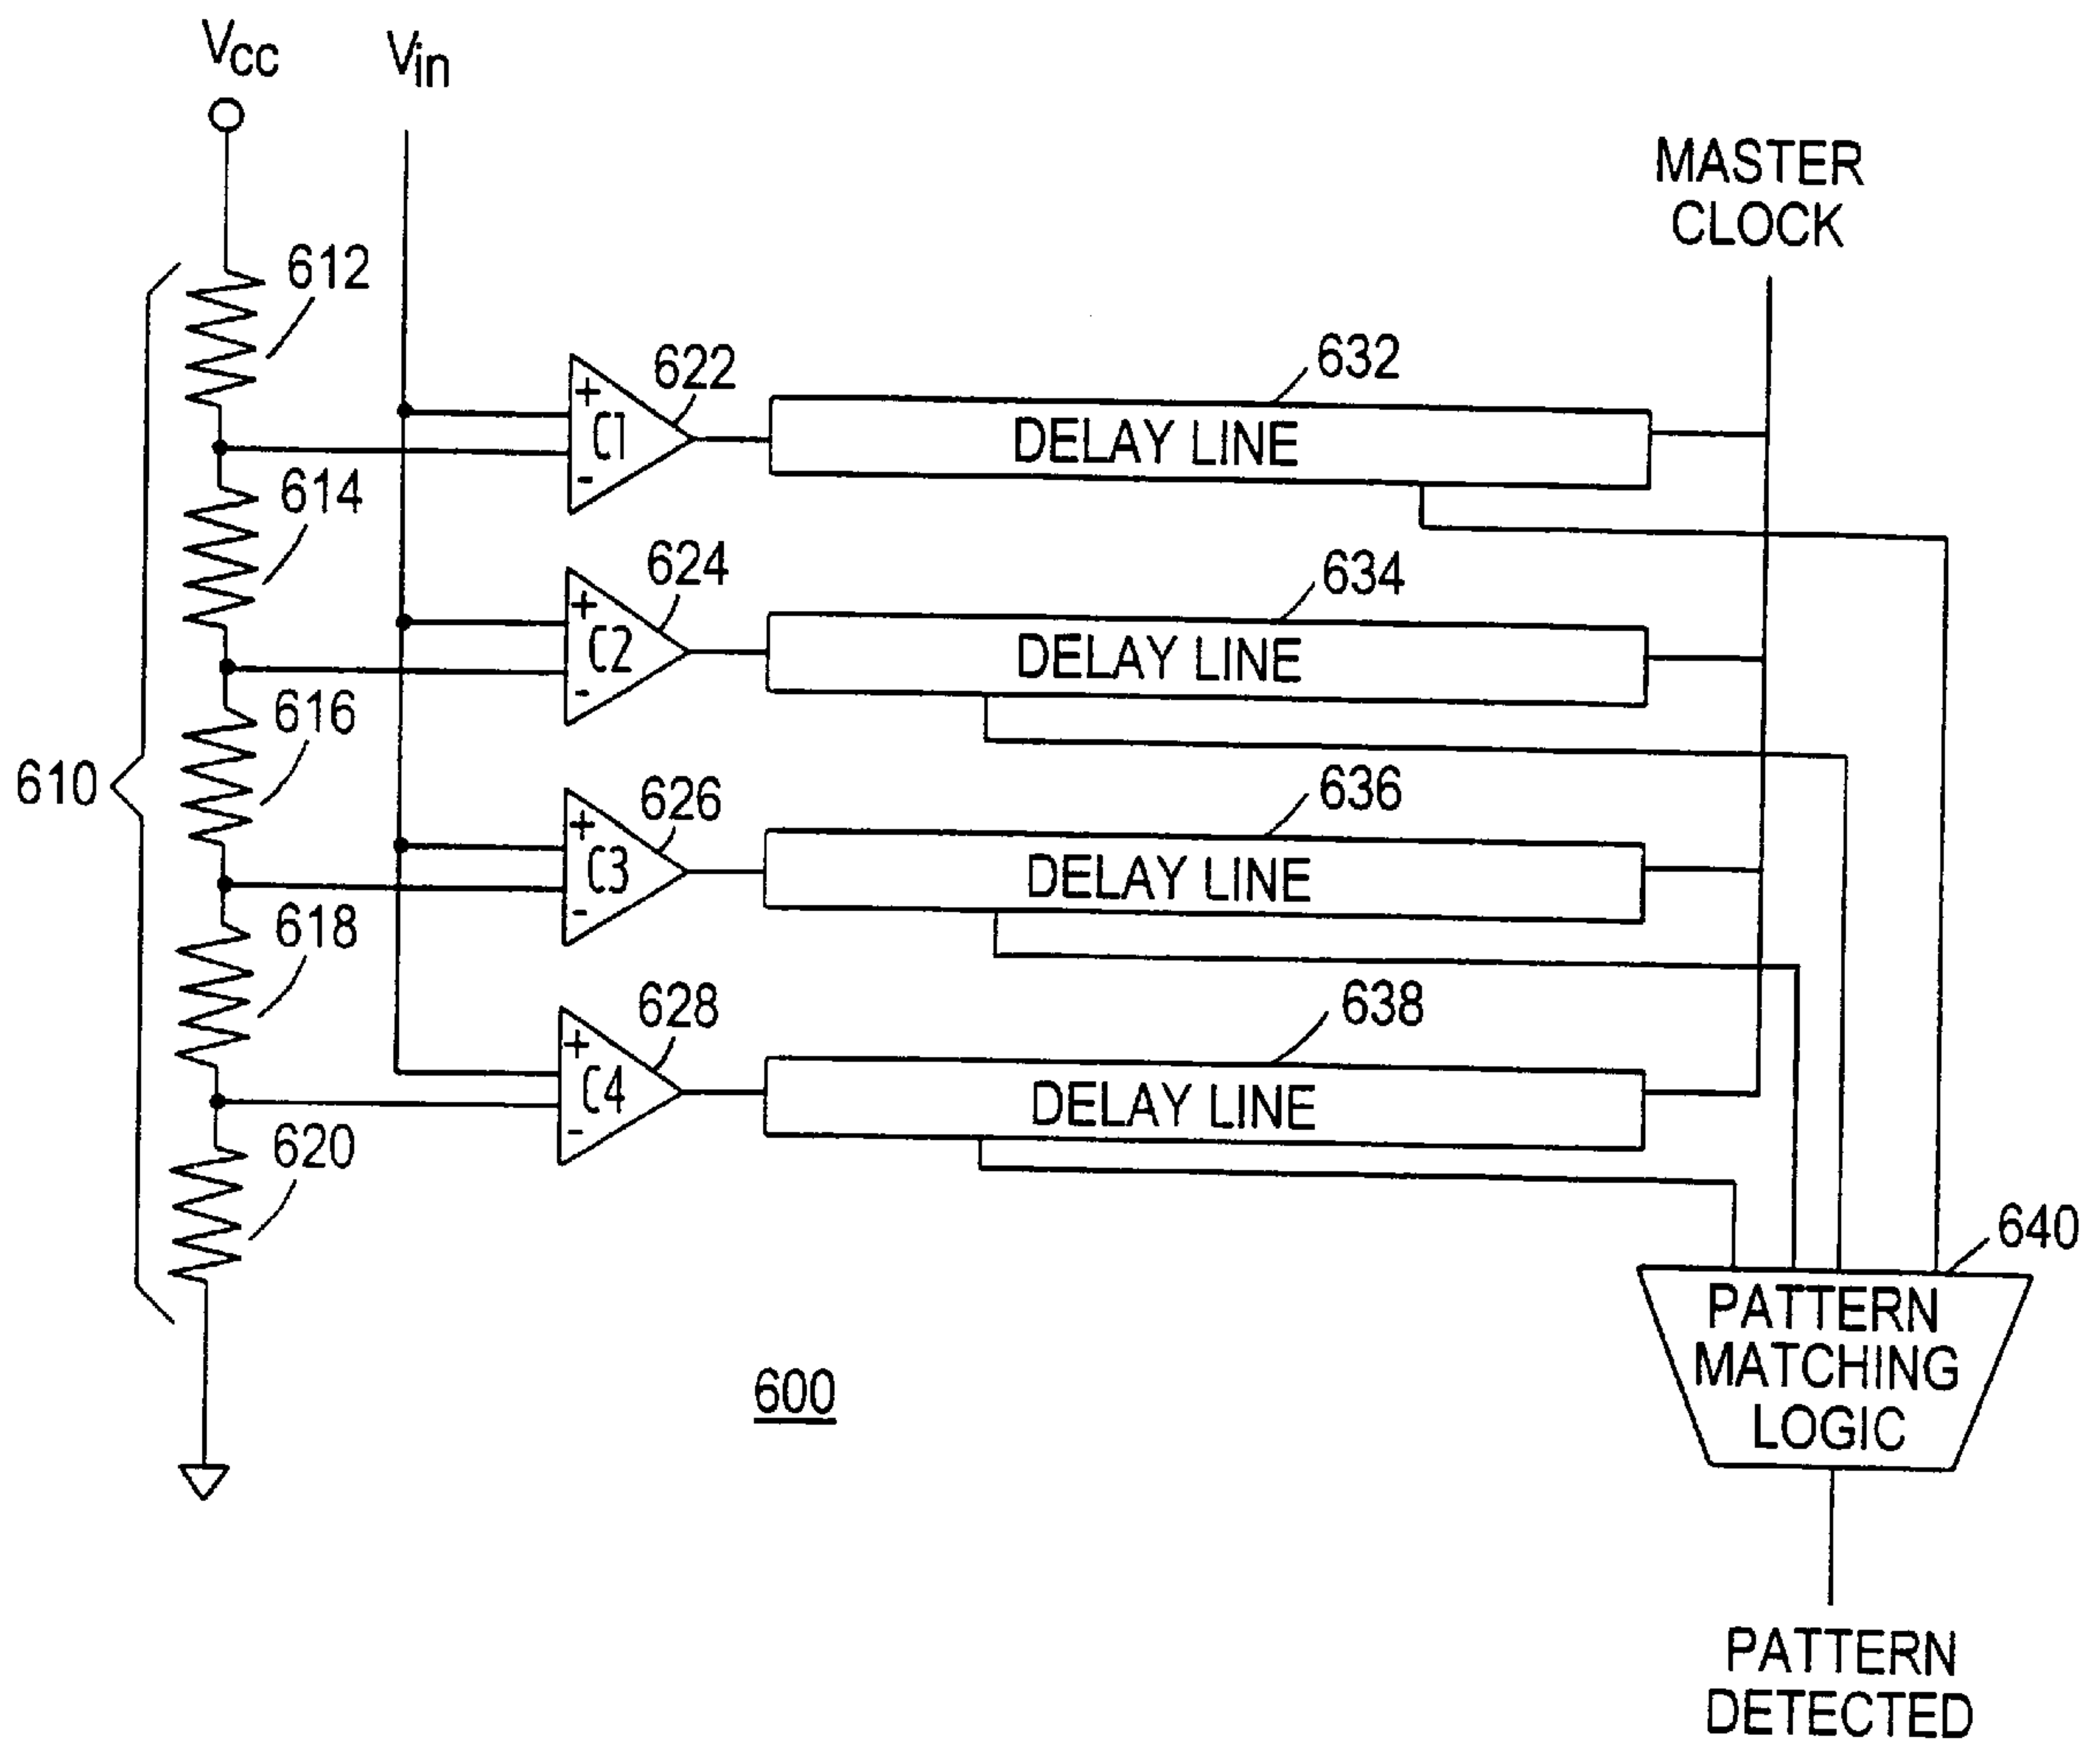 Vcc
Vin
MASTER
CLOCK
612
622
632
C1
DELAY LINE
614
624
634
C2
DELAY LINE
616
626
636
610
C3
DELAY LINE
618
628
638
C4
DELAY LINE
620
640
PATTERN
MATCHING
LOGIC
600
PATTERN
DETECTED